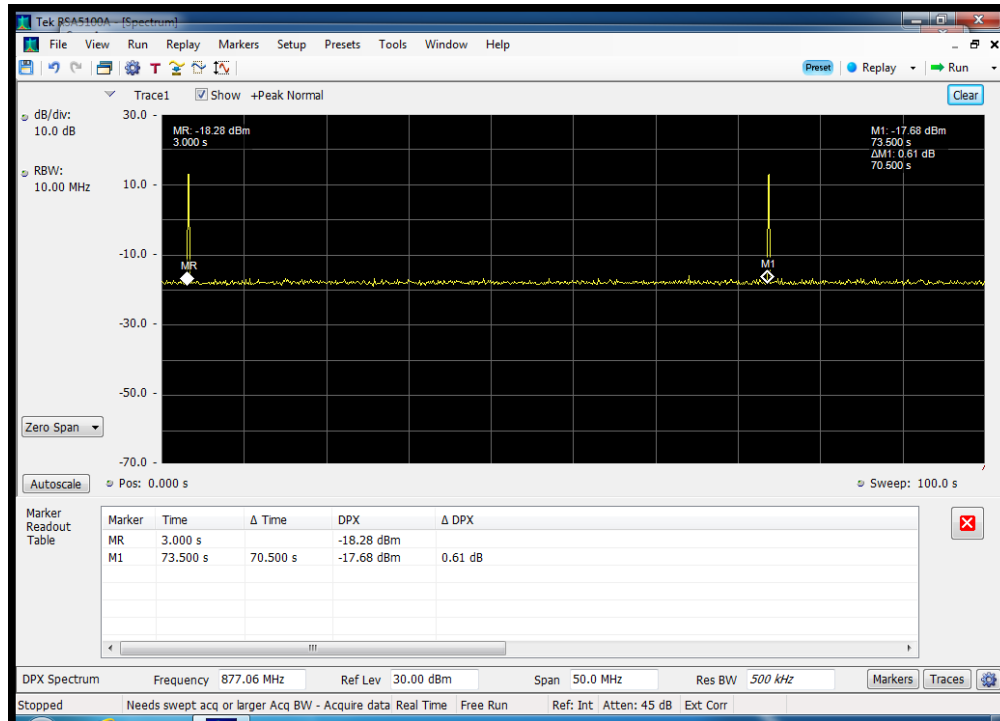 Tek RSA5100A - [Spectrum]
File View Run Replay Markers Setup Presets Tools Window Help
T Preset Replay Run
Trace1 Show +Peak Normal Clear
dB/div:
10.0 dB
RBW:
10.00 MHz
30.0
10.0
-10.0
-30.0
-50.0
-70.0
MR: -18.28 dBm
3.000 s
M1: -17.68 dBm
73.500 s
ΔM1: 0.61 dB
70.500 s
MR
M1
Zero Span
Autoscale Pos: 0.000 s Sweep: 100.0 s
Marker
Readout
Table
Marker Time Δ Time DPX Δ DPX
MR 3.000 s -18.28 dBm
M1 73.500 s 70.500 s -17.68 dBm 0.61 dB
DPX Spectrum Frequency 877.06 MHz Ref Lev 30.00 dBm Span 50.0 MHz Res BW 500 kHz Markers Traces
Stopped Needs swept acq or larger Acq BW - Acquire data Real Time Free Run Ref: Int Atten: 45 dB Ext Corr